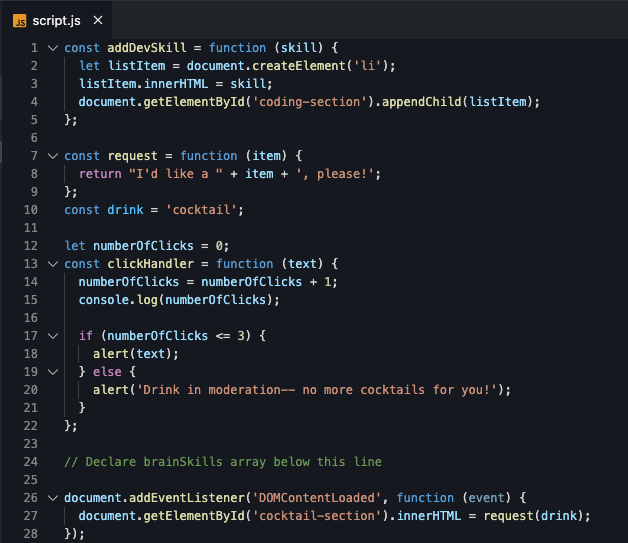 JS script.js ×
1 const addDevSkill = function (skill) {
2   let listItem = document.createElement('li');
3   listItem.innerHTML = skill;
4   document.getElementById('coding-section').appendChild(listItem);
5 };
6
7 const request = function (item) {
8   return "I'd like a " + item + ', please!';
9 };
10 const drink = 'cocktail';
11
12 let numberOfClicks = 0;
13 const clickHandler = function (text) {
14   numberOfClicks = numberOfClicks + 1;
15   console.log(numberOfClicks);
16
17   if (numberOfClicks <= 3) {
18     alert(text);
19   } else {
20     alert('Drink in moderation-- no more cocktails for you!');
21   }
22 };
23
24 // Declare brainSkills array below this line
25
26 document.addEventListener('DOMContentLoaded', function (event) {
27   document.getElementById('cocktail-section').innerHTML = request(drink);
28 });